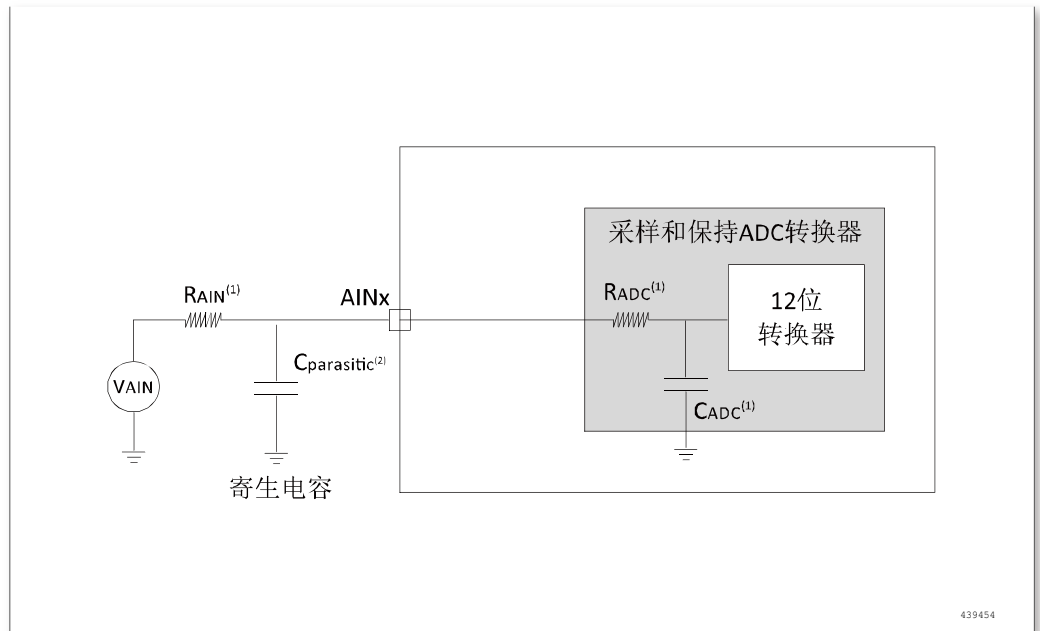 采样和保持ADC转换器
RAIN(1)
AINx
RADC(1)
12位
转换器
Cparasitic(2)
VAIN
CADC(1)
寄生电容
439454